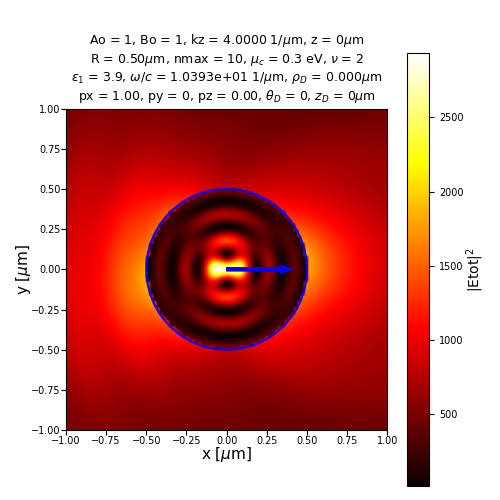 Ao = 1, Bo = 1, kz = 4.0000 1/μm, z = 0μm
R = 0.50μm, nmax = 10, μ_c = 0.3 eV, ν = 2
ε₁ = 3.9, ω/c = 1.0393e+01 1/μm, ρ_D = 0.000μm
px = 1.00, py = 0, pz = 0.00, θ_D = 0, z_D = 0μm
1.00
0.75
0.50
0.25
0.00
−0.25
−0.50
−0.75
−1.00
y [μm]
−1.00 −0.75 −0.50 −0.25 0.00 0.25 0.50 0.75 1.00
x [μm]
2500
2000
1500
1000
500
|Etot|²